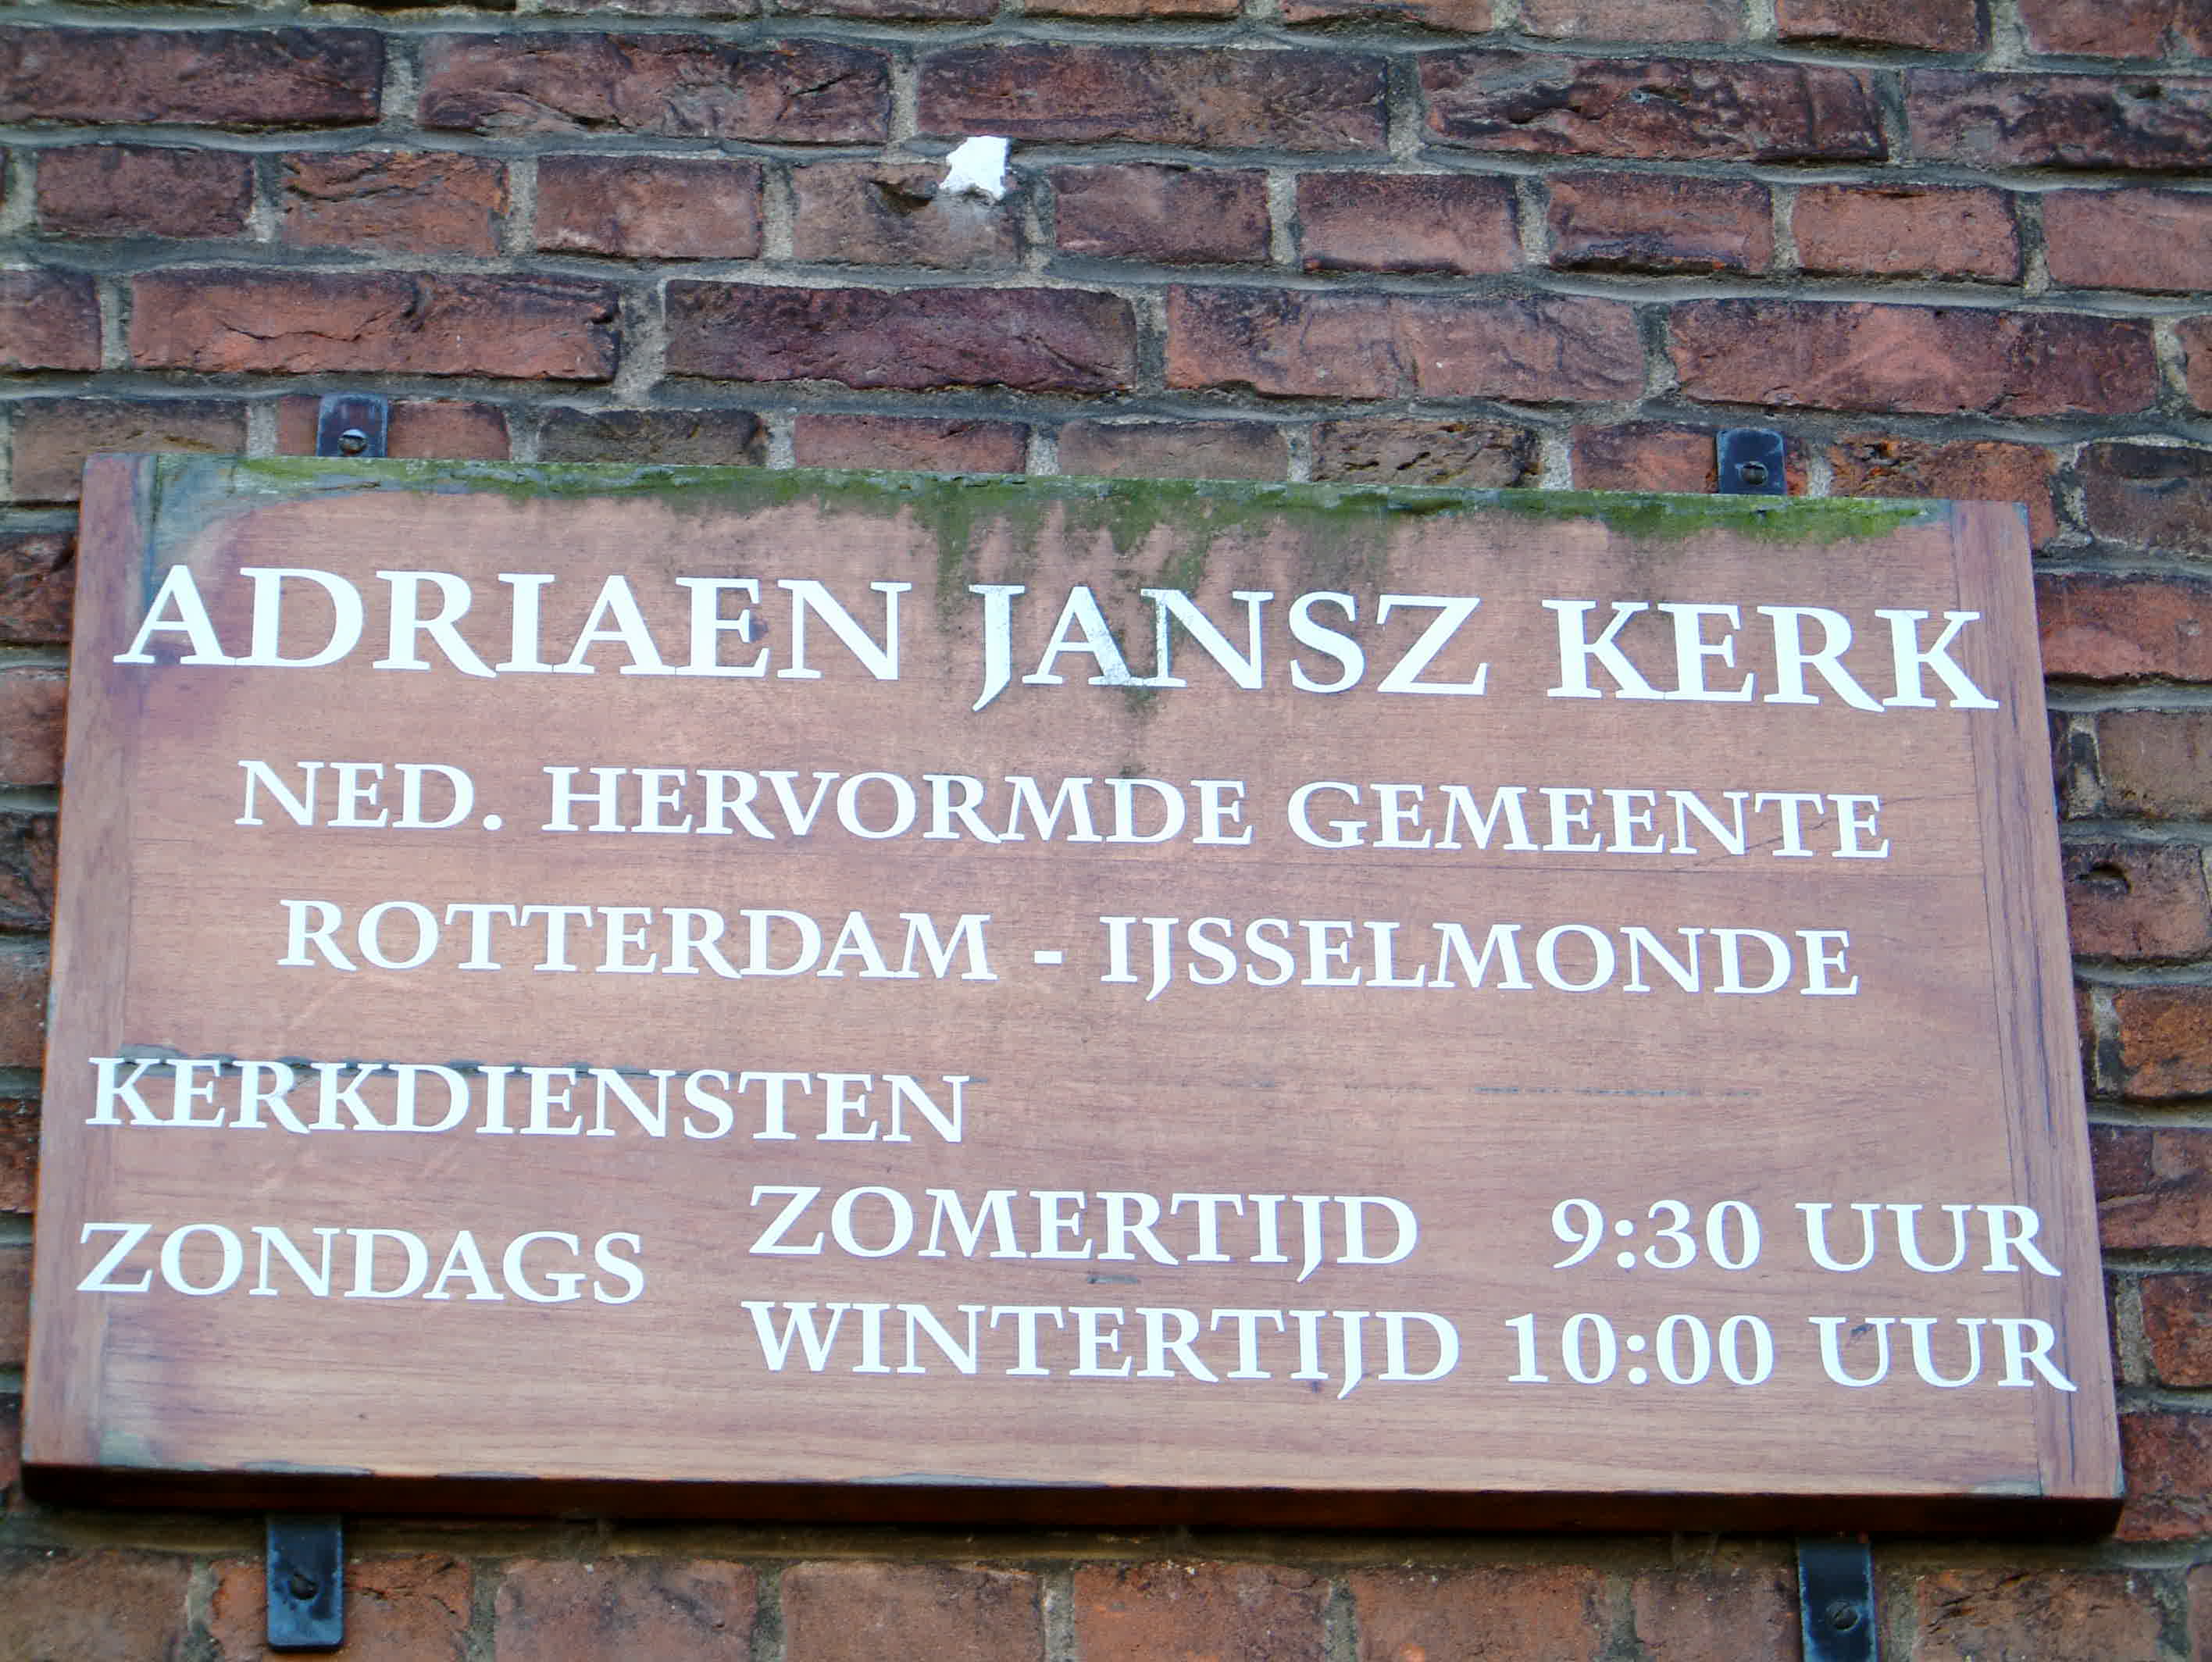 ADRIAEN JANSZ KERK
NED. HERVORMDE GEMEENTE
ROTTERDAM - IJSSELMONDE
KERKDIENSTEN
ZONDAGS ZOMERTIJD 9:30 UUR
WINTERTIJD 10:00 UUR